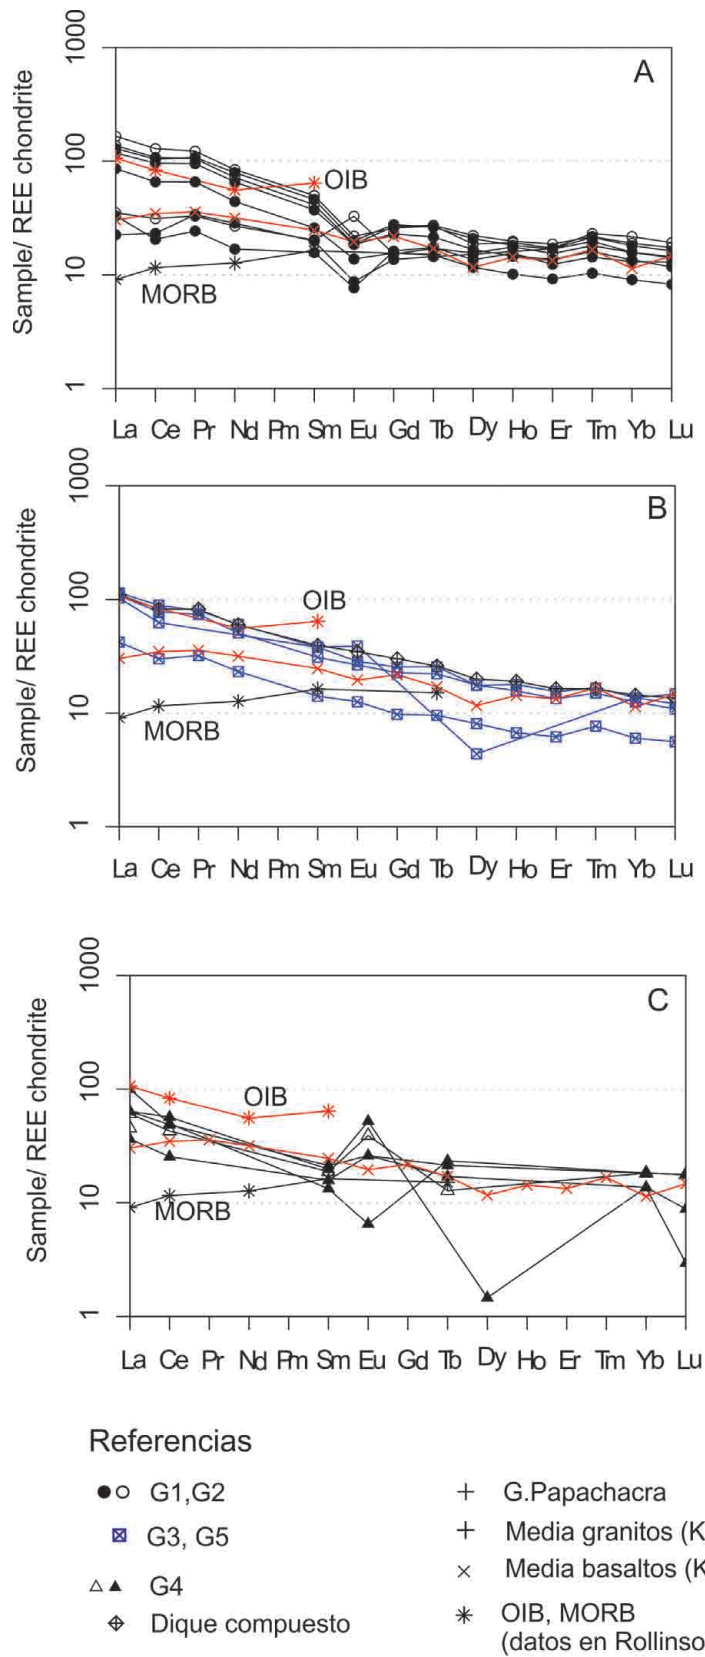 A
Sample/ REE chondrite
1000
100
10
1
OIB
MORB
La Ce Pr Nd Pm Sm Eu Gd Tb Dy Ho Er Tm Yb Lu
B
Sample/ REE chondrite
1000
100
10
1
OIB
MORB
La Ce Pr Nd Pm Sm Eu Gd Tb Dy Ho Er Tm Yb Lu
C
Sample/ REE chondrite
1000
100
10
1
OIB
MORB
La Ce Pr Nd Pm Sm Eu Gd Tb Dy Ho Er Tm Yb Lu
Referencias
G1,G2
G3, G5
G4
Dique compuesto
G.Papachacra
Media granitos (K
Media basaltos (K
OIB, MORB
(datos en Rollinso